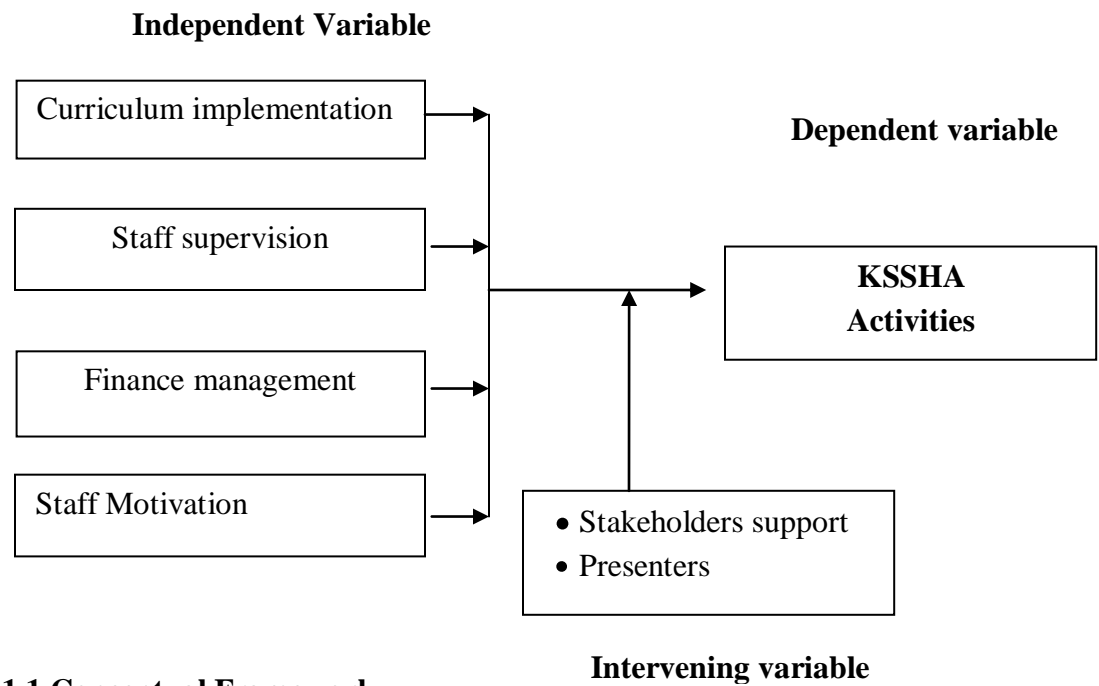 Independent Variable
Curriculum implementation
Dependent variable
Staff supervision
KSSHA
Activities
Finance management
Staff Motivation
• Stakeholders support
• Presenters
Intervening variable